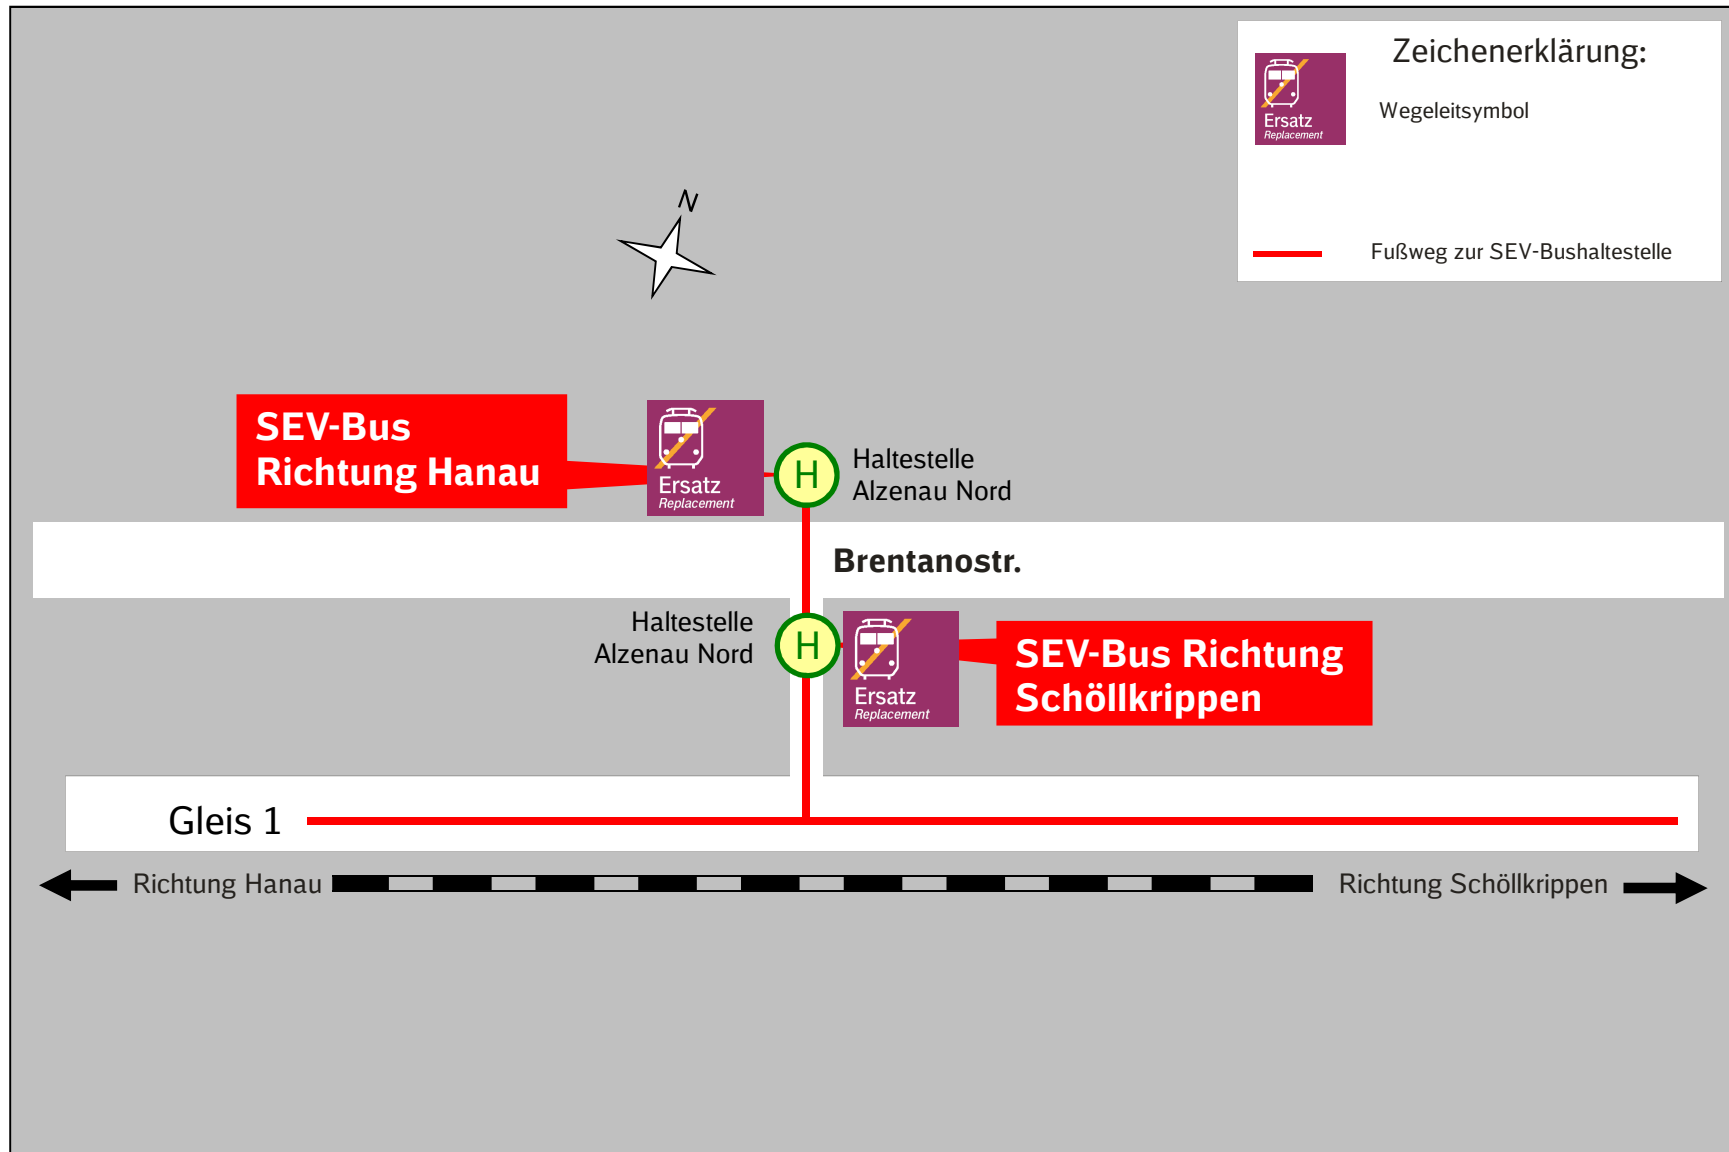 Zeichenerklärung:
Ersatz
Replacement
Wegeleitsymbol
Fußweg zur SEV-Bushaltestelle
N
SEV-Bus
Richtung Hanau
Ersatz
Replacement
H
Haltestelle
Alzenau Nord
Brentanostr.
Haltestelle
Alzenau Nord
H
Ersatz
Replacement
SEV-Bus Richtung
Schöllkrippen
Gleis 1
Richtung Hanau
Richtung Schöllkrippen